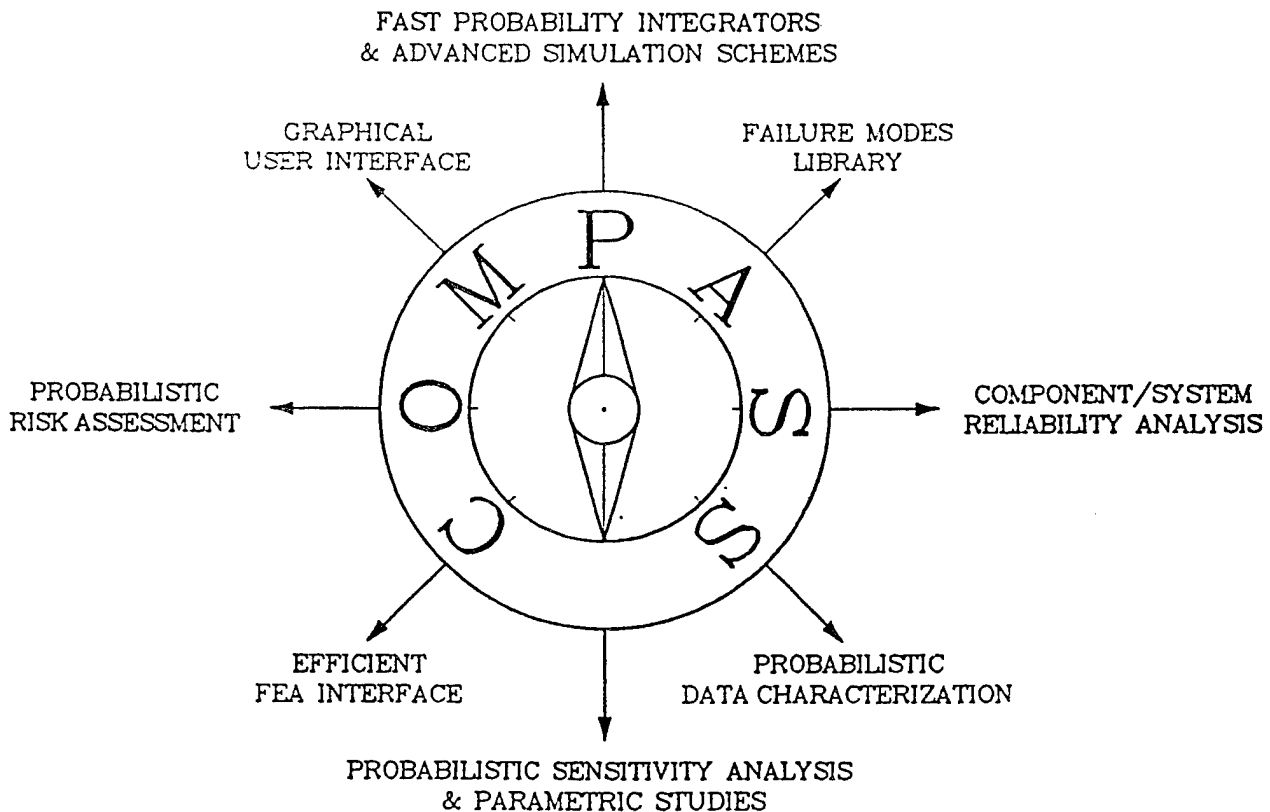 FAST PROBABILITY INTEGRATORS
& ADVANCED SIMULATION SCHEMES
GRAPHICAL
USER INTERFACE
FAILURE MODES
LIBRARY
COMPASS
PROBABILISTIC
RISK ASSESSMENT
COMPONENT/SYSTEM
RELIABILITY ANALYSIS
EFFICIENT
FEA INTERFACE
PROBABILISTIC
DATA CHARACTERIZATION
PROBABILISTIC SENSITIVITY ANALYSIS
& PARAMETRIC STUDIES